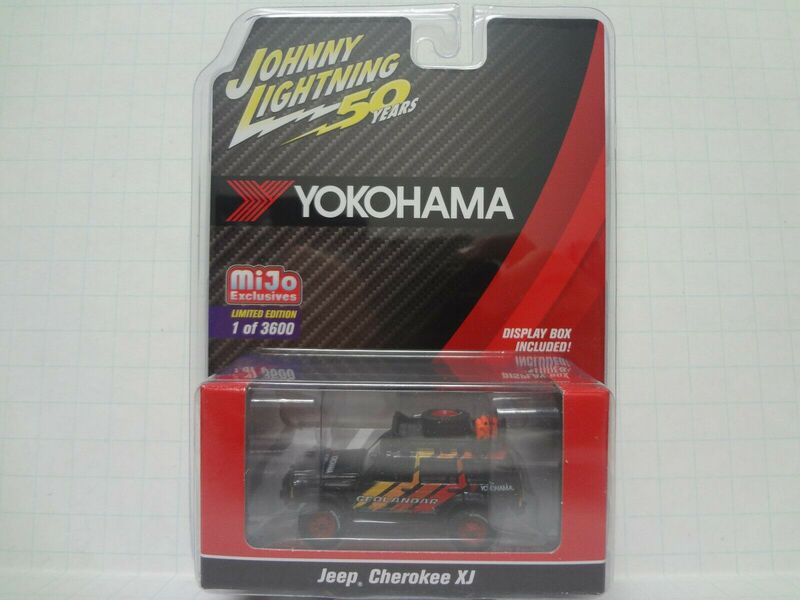 JOHNNY
LIGHTNING
50
YEARS
YOKOHAMA
MiJo
Exclusives
LIMITED EDITION
1 of 3600
DISPLAY BOX
INCLUDED!
YOKOHAMA
GEOLANDAR
Jeep® Cherokee XJ